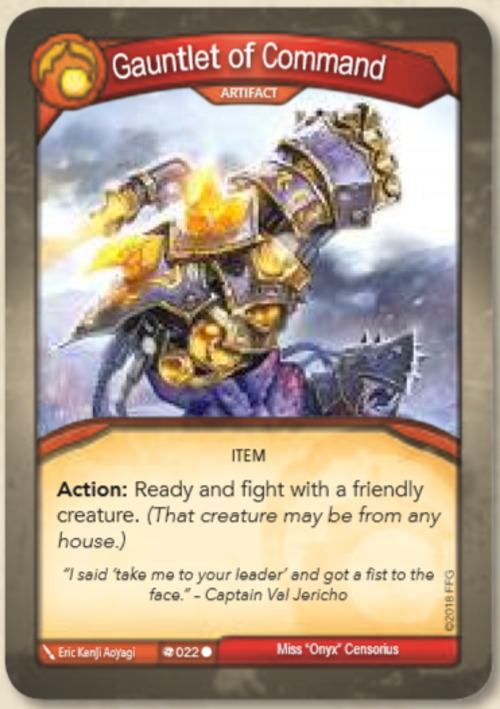 Gauntlet of Command
ARTIFACT
ITEM
Action: Ready and fight with a friendly
creature. (That creature may be from any
house.)
“I said ‘take me to your leader’ and got a fist to the
face.” – Captain Val Jericho
©2018 FFG
Eric Kenji Aoyagi
022
Miss "Onyx" Censorius